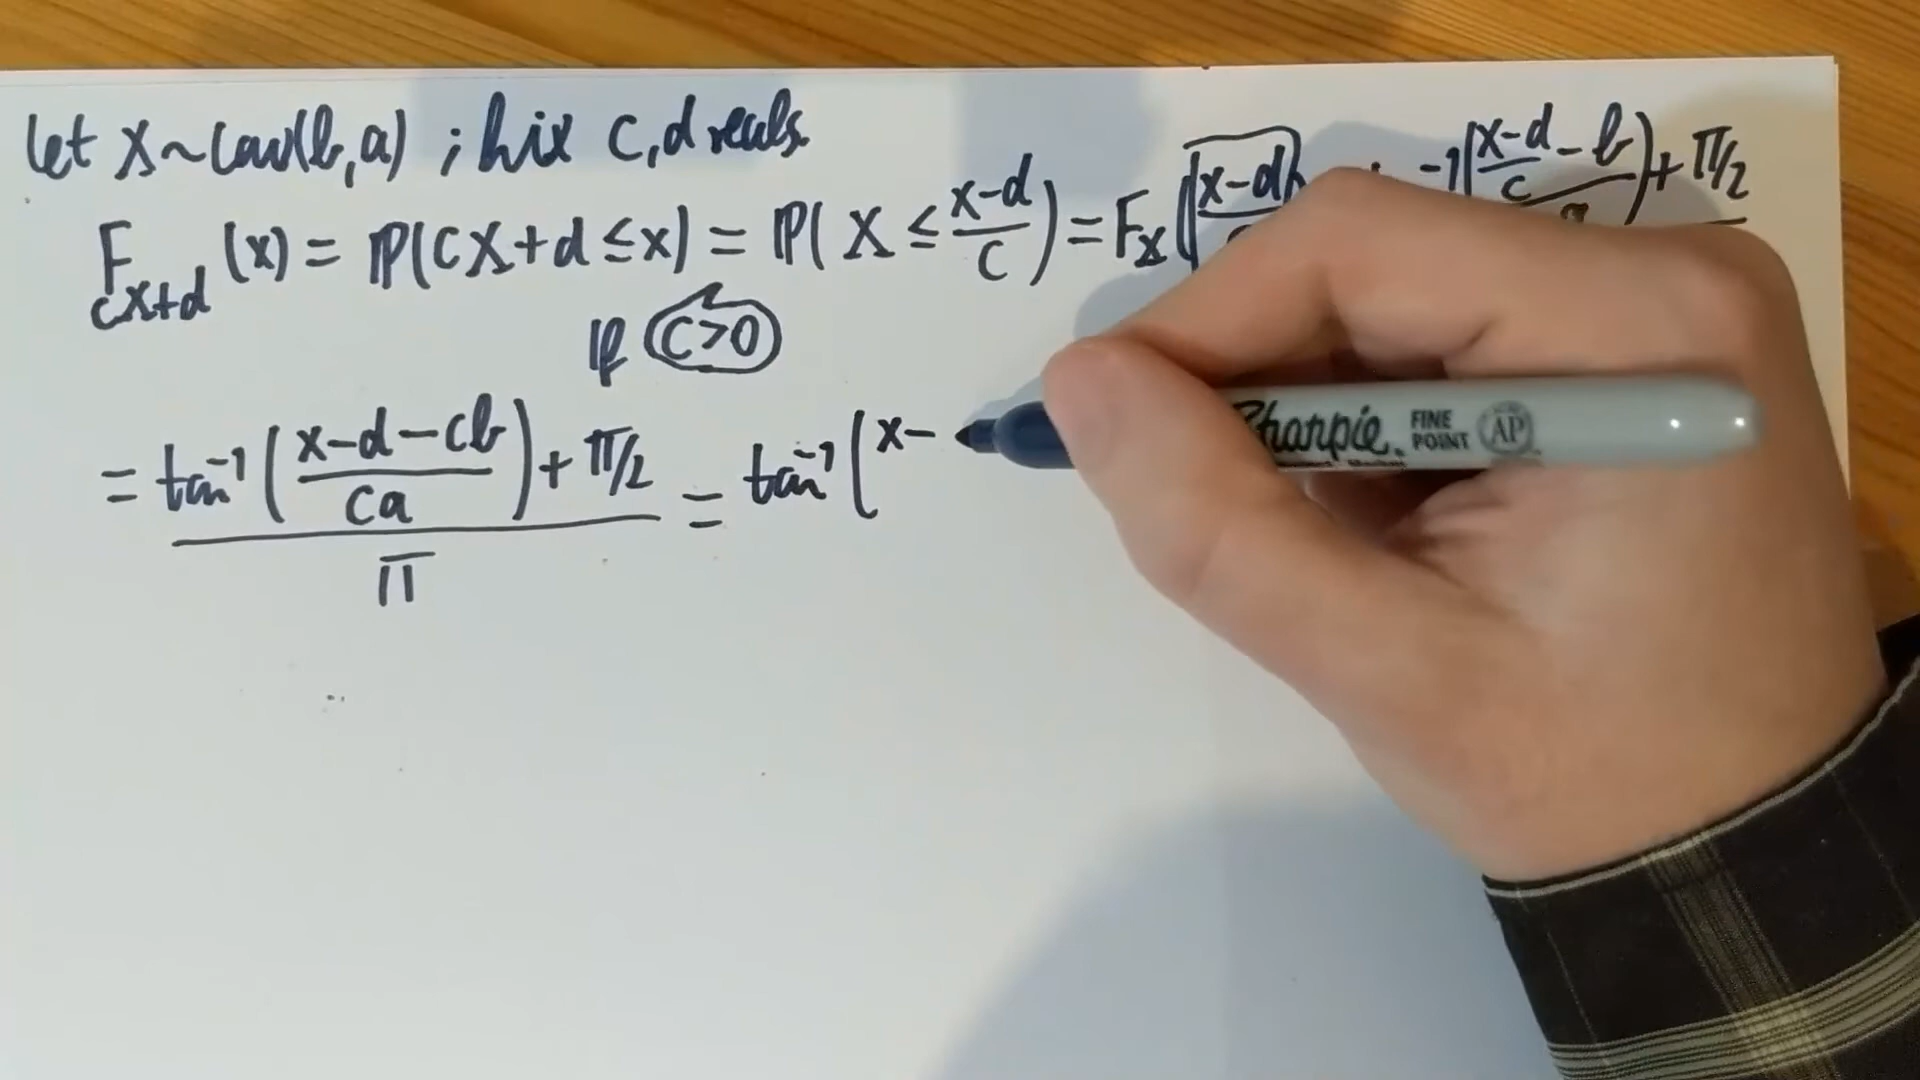 let X~Cau(b,a) ; fix c,d reals.
F_{cX+d}(x) = ℙ(cX+d ≤ x) = ℙ(X ≤ (x-d)/c) = F_X((x-d)/ -1(((x-d)/c - b)/a) + π/2
if c>0
= (tan⁻¹((x-d-cb)/(ca)) + π/2)/π = tan⁻¹(x-
Sharpie. FINE POINT AP